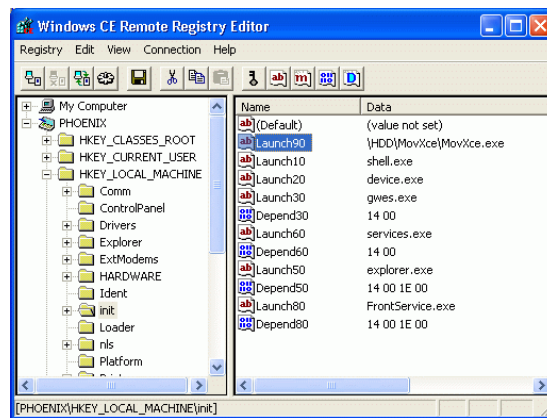 Windows CE Remote Registry Editor
Registry Edit View Connection Help
My Computer
PHOENIX
HKEY_CLASSES_ROOT
HKEY_CURRENT_USER
HKEY_LOCAL_MACHINE
Comm
ControlPanel
Drivers
Explorer
ExtModems
HARDWARE
Ident
init
Loader
nls
Platform
Name Data
(Default) (value not set)
Launch90 \HDD\MovXce\MovXce.exe
Launch10 shell.exe
Launch20 device.exe
Launch30 gwes.exe
Depend30 14 00
Launch60 services.exe
Depend60 14 00
Launch50 explorer.exe
Depend50 14 00 1E 00
Launch80 FrontService.exe
Depend80 14 00 1E 00
[PHOENIX\HKEY_LOCAL_MACHINE\init]